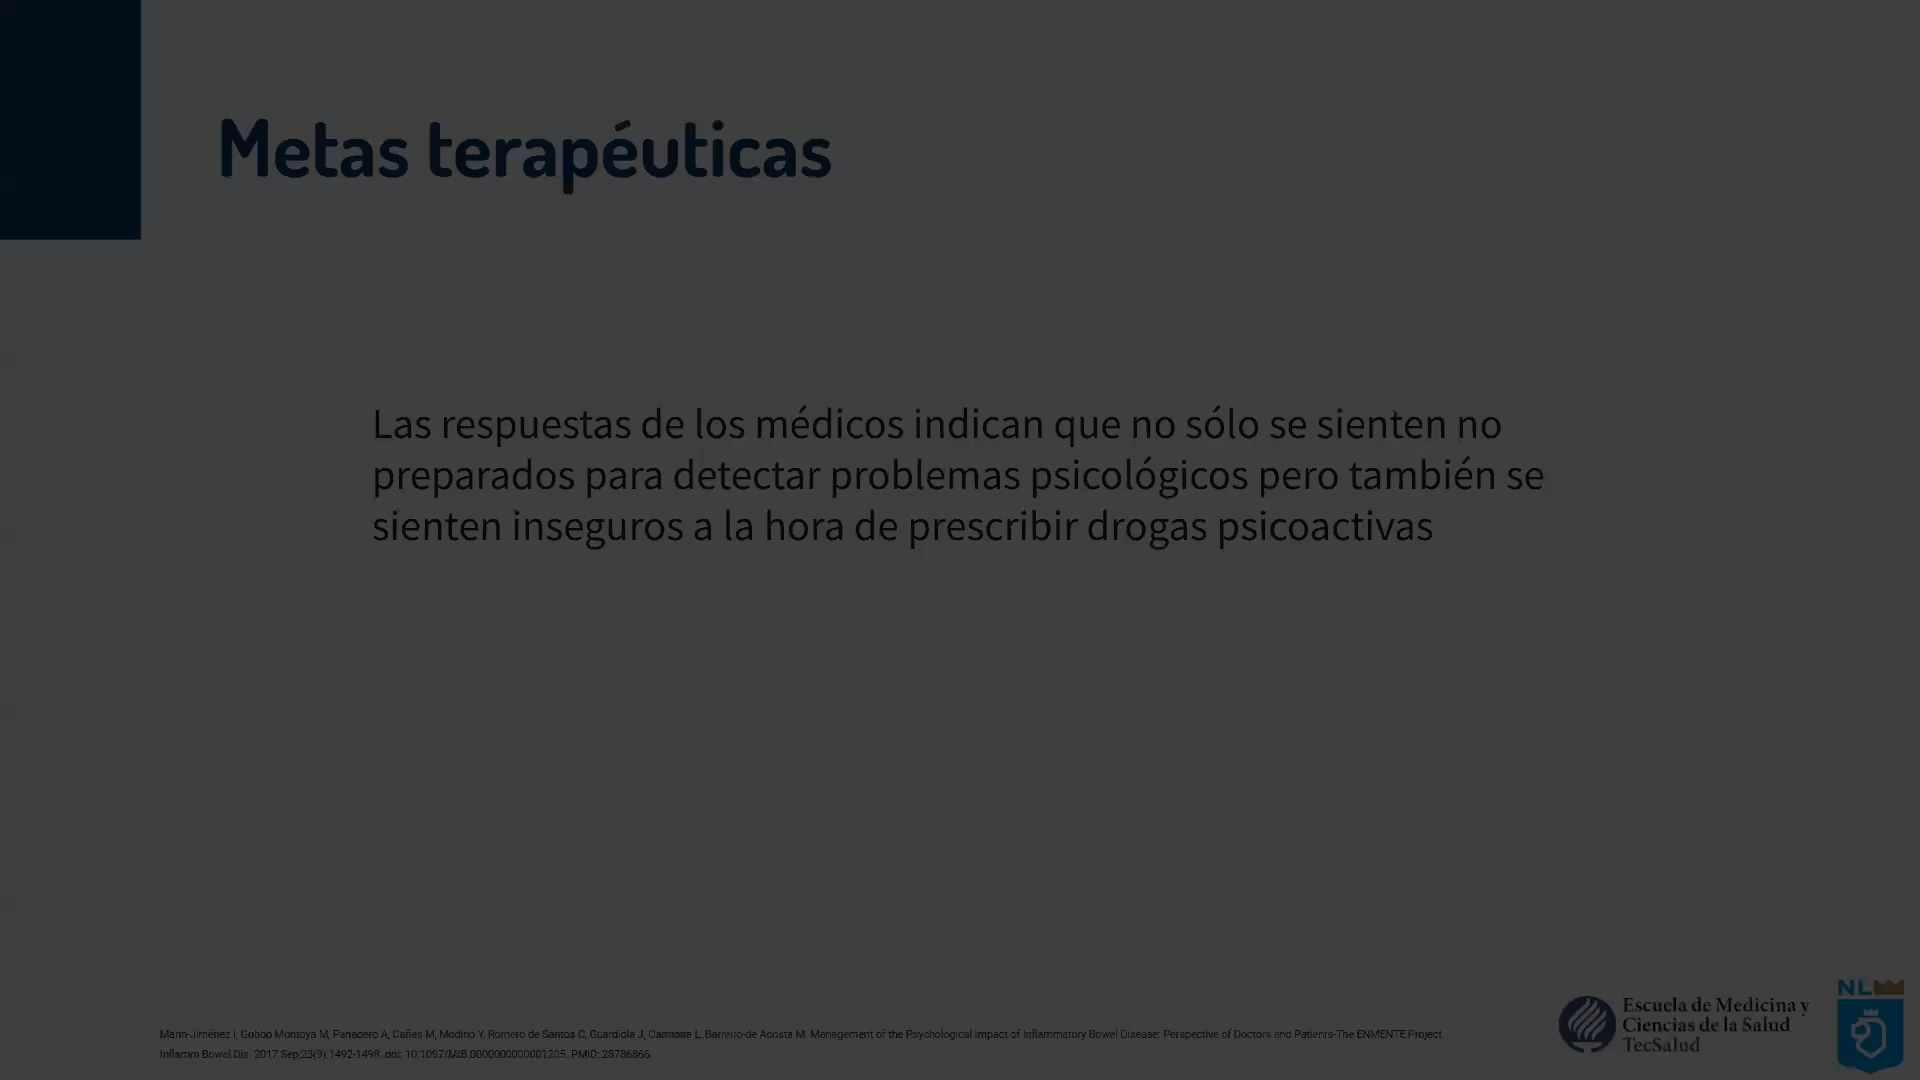 Metas terapéuticas
Las respuestas de los médicos indican que no sólo se sienten no
preparados para detectar problemas psicológicos pero también se
sienten inseguros a la hora de prescribir drogas psicoactivas
Marin-Jiménez I, Gobbo Montoya M, Panadero A, Cañas M, Modino Y, Romero de Santos C, Guardiola J, Carmona L, Barreiro-de Acosta M. Management of the Psychological Impact of Inflammatory Bowel Disease: Perspective of Doctors and Patients-The ENMENTE Project.
Inflamm Bowel Dis. 2017 Sep;23(9):1492-1498. doi: 10.1097/MIB.0000000000001205. PMID: 28786866.
Escuela de Medicina y
Ciencias de la Salud
TecSalud
NL